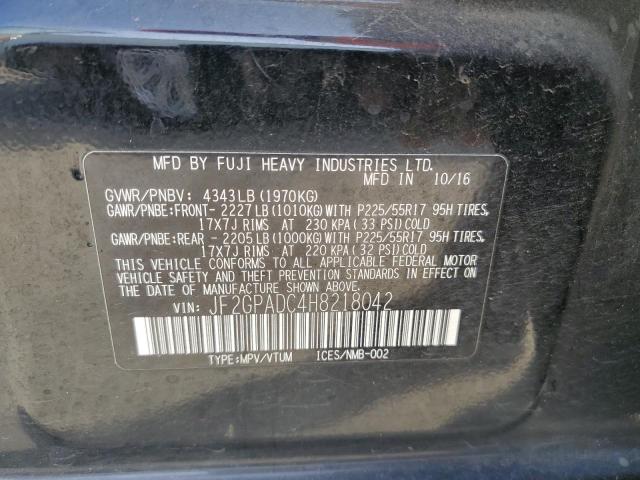 MFD BY FUJI HEAVY INDUSTRIES LTD.
MFD IN 10/16
GVWR/PNBV: 4343LB (1970KG)
GAWR/PNBE:FRONT- 2227LB (1010KG) WITH P225/55R17 95H TIRES,
17X7J RIMS AT 230 KPA ( 33 PSI) COLD
GAWR/PNBE:REAR - 2205LB (1000KG) WITH P225/55R17 95H TIRES,
17X7J RIMS AT 220 KPA ( 32 PSI) COLD
THIS VEHICLE CONFORMS TO ALL APPLICABLE FEDERAL MOTOR
VEHICLE SAFETY AND THEFT PREVENTION STANDARDS IN EFFECT ON
THE DATE OF MANUFACTURE SHOWN ABOVE.
VIN: JF2GPADC4H8218042
TYPE:MPV/VTUM ICES/NMB-002